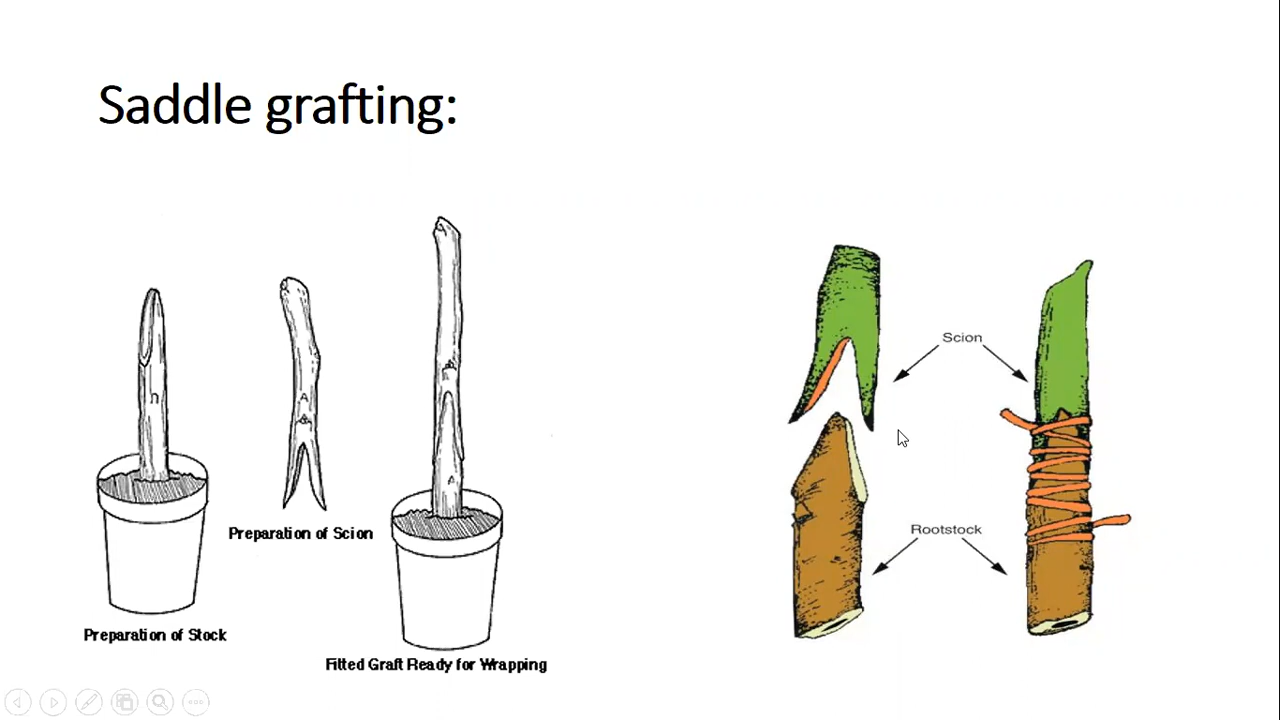 Saddle grafting:
Preparation of Stock
Preparation of Scion
Fitted Graft Ready for Wrapping
Scion
Rootstock